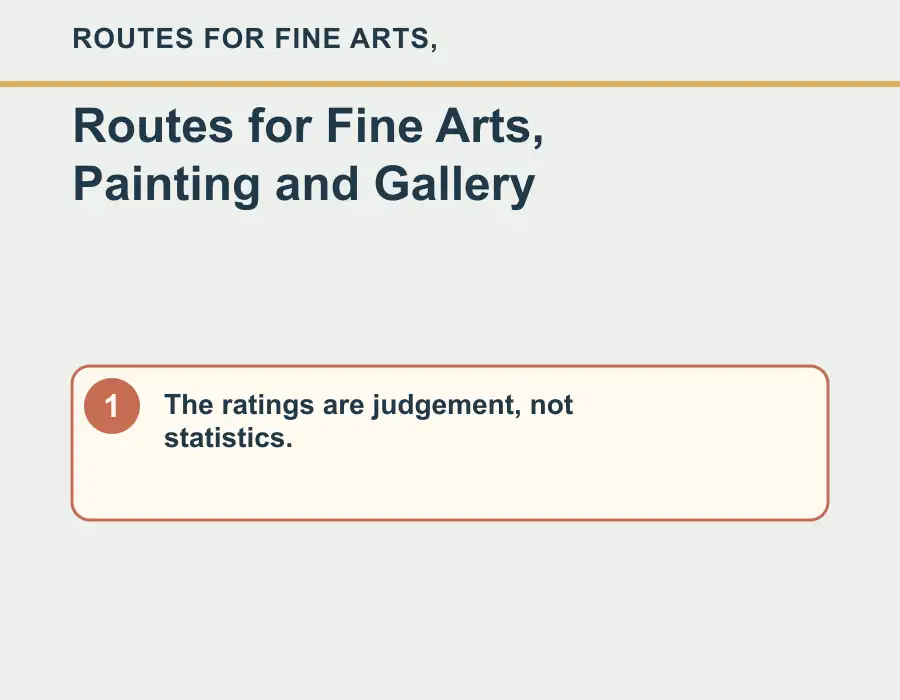 ROUTES FOR FINE ARTS,
Routes for Fine Arts,
Painting and Gallery
1
The ratings are judgement, not
statistics.